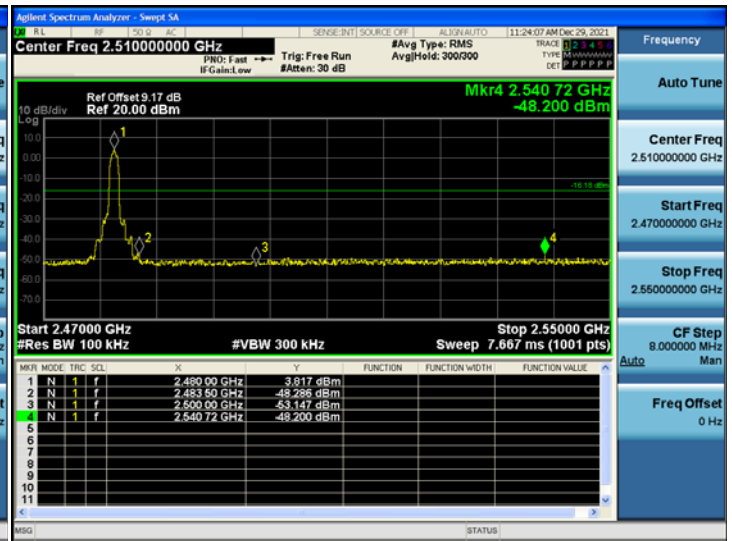 Agilent Spectrum Analyzer - Swept SA
RL RF 50 Ω AC SENSE:INT SOURCE OFF ALIGNAUTO 11:24:07 AM Dec 29, 2021
Center Freq 2.510000000 GHz
PNO: Fast
IFGain:Low
Trig: Free Run
#Atten: 30 dB
#Avg Type: RMS
Avg|Hold: 300/300
TRACE 1 2 3 4 5 6
TYPE M
DET P P P P P P
Frequency
Mkr4 2.540 72 GHz
-48.200 dBm
Ref Offset 9.17 dB
10 dB/div Ref 20.00 dBm
Log
10.0
0.00
-10.0
-20.0
-30.0
-40.0
-50.0
-60.0
-70.0
1
2
3
4
-16.18 dBm
Start 2.47000 GHz Stop 2.55000 GHz
#Res BW 100 kHz #VBW 300 kHz Sweep 7.667 ms (1001 pts)
MKR MODE TRC SCL X Y FUNCTION FUNCTION WIDTH FUNCTION VALUE
1 N 1 f 2.480 00 GHz 3.817 dBm
2 N 1 f 2.483 50 GHz -48.286 dBm
3 N 1 f 2.500 00 GHz -53.147 dBm
4 N 1 f 2.540 72 GHz -48.200 dBm
5
6
7
8
9
10
11
MSG STATUS
Auto Tune
Center Freq
2.510000000 GHz
Start Freq
2.470000000 GHz
Stop Freq
2.550000000 GHz
CF Step
8.000000 MHz
Auto Man
Freq Offset
0 Hz